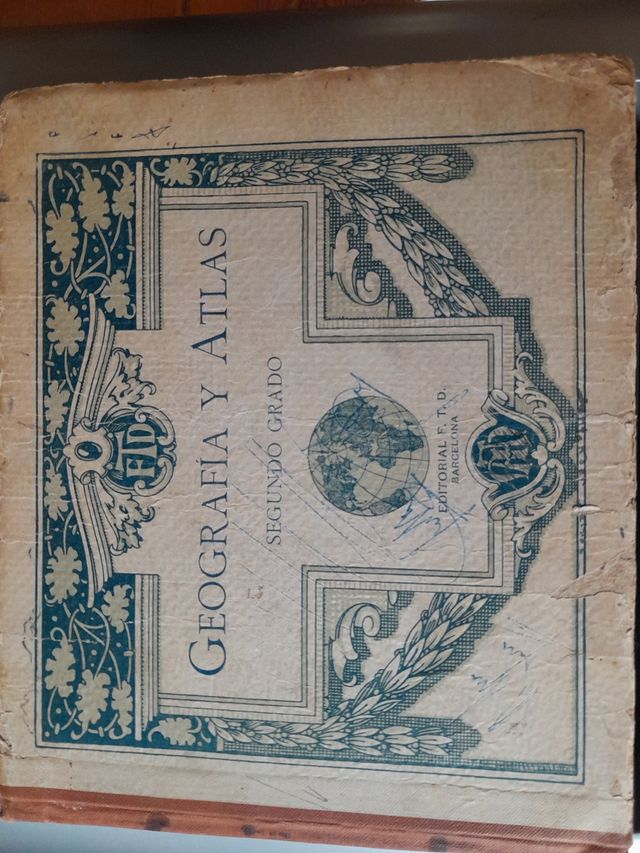 FTD
GEOGRAFÍA Y ATLAS
SEGUNDO GRADO
EDITORIAL F. T. D.
BARCELONA